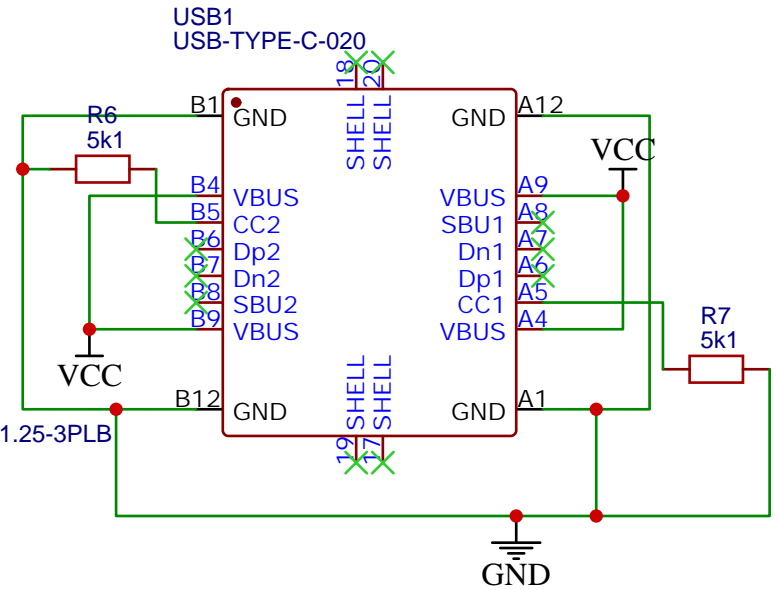 USB1
USB-TYPE-C-020
18
20
B1
GND
SHELL
SHELL
GND
A12
R6
5k1
VCC
B4
VBUS
VBUS
A9
B5
CC2
SBU1
A8
B6
Dp2
Dn1
A7
B7
Dn2
Dp1
A6
B8
SBU2
CC1
A5
B9
VBUS
VBUS
A4
R7
5k1
VCC
B12
GND
SHELL
SHELL
GND
A1
1.25-3PLB
19
17
GND